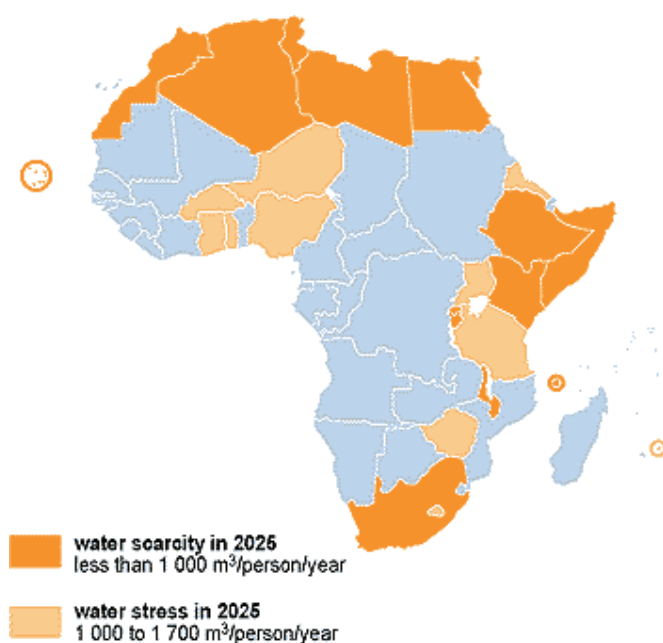 water scarcity in 2025
less than 1 000 m³/person/year
water stress in 2025
1 000 to 1 700 m³/person/year